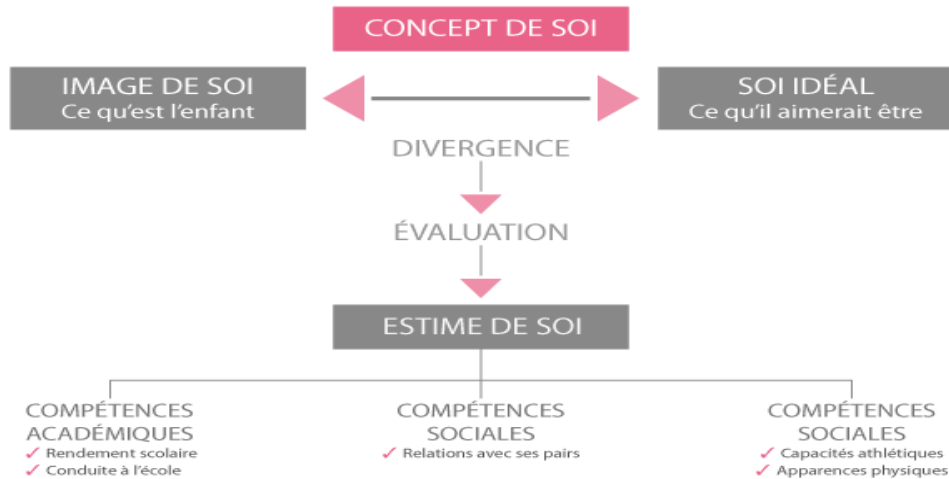 CONCEPT DE SOI
IMAGE DE SOI
Ce qu'est l'enfant
SOI IDÉAL
Ce qu'il aimerait être
DIVERGENCE
ÉVALUATION
ESTIME DE SOI
COMPÉTENCES
ACADÉMIQUES
✓ Rendement scolaire
✓ Conduite à l'école
COMPÉTENCES
SOCIALES
✓ Relations avec ses pairs
COMPÉTENCES
SOCIALES
✓ Capacités athlétiques
✓ Apparences physiques